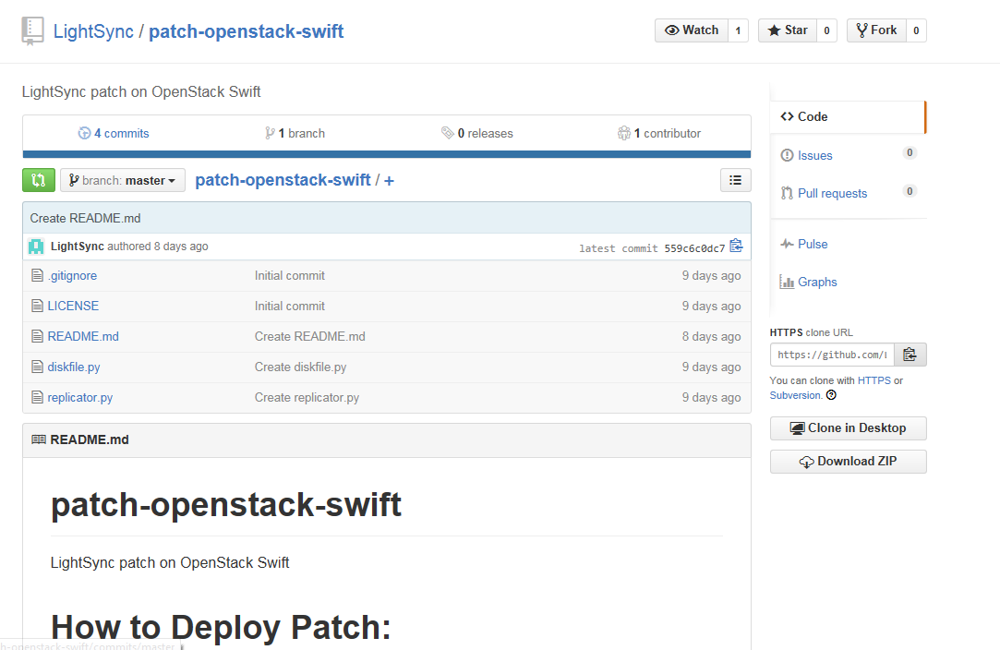 LightSync / patch-openstack-swift
Watch 1
Star 0
Fork 0
LightSync patch on OpenStack Swift
4 commits
1 branch
0 releases
1 contributor
branch: master
patch-openstack-swift / +
Create README.md
LightSync authored 8 days ago
latest commit 559c6c0dc7
.gitignore Initial commit 9 days ago
LICENSE Initial commit 9 days ago
README.md Create README.md 8 days ago
diskfile.py Create diskfile.py 9 days ago
replicator.py Create replicator.py 9 days ago
README.md
patch-openstack-swift
LightSync patch on OpenStack Swift
How to Deploy Patch:
h-openstack-swift/commits/master
Code
Issues 0
Pull requests 0
Pulse
Graphs
HTTPS clone URL
https://github.com/
You can clone with HTTPS or
Subversion.
Clone in Desktop
Download ZIP